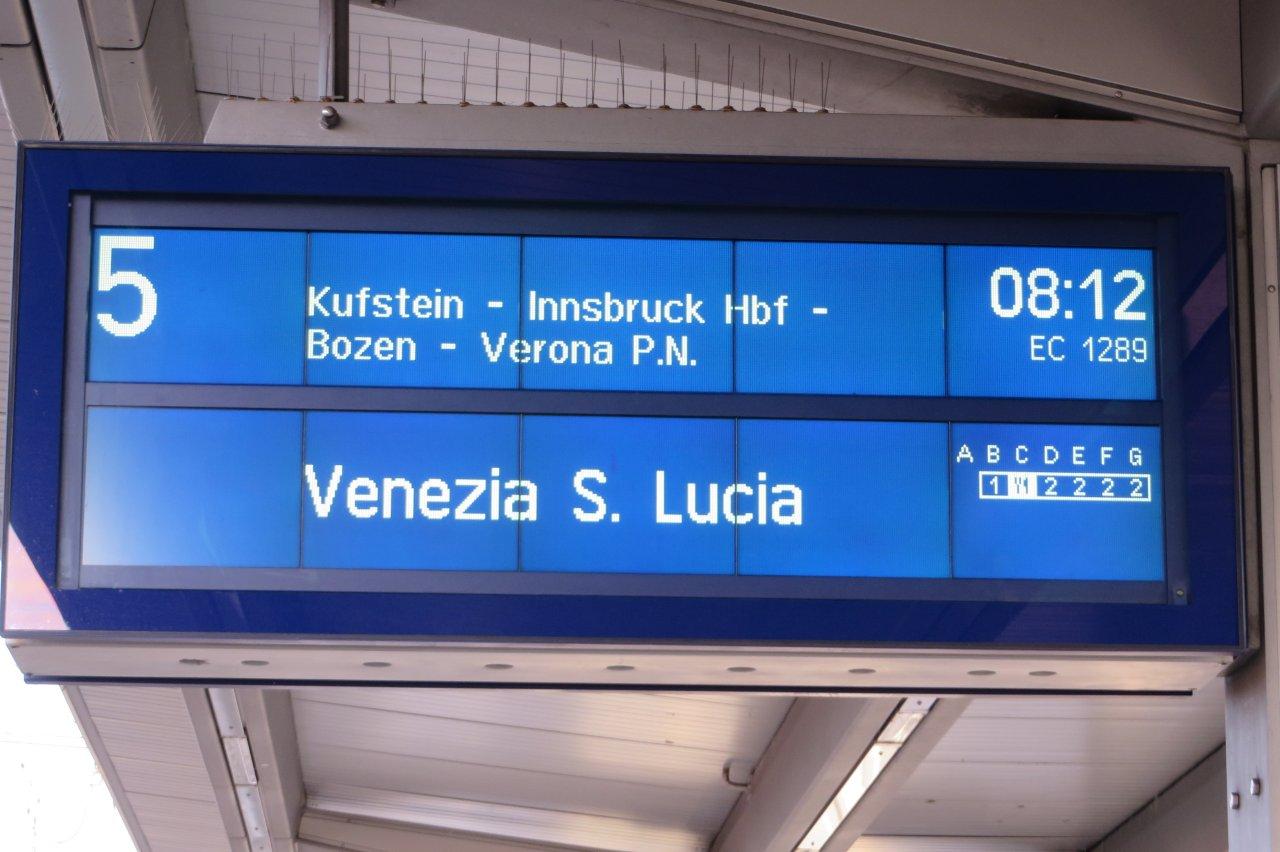 5
Kufstein - Innsbruck Hbf -
Bozen - Verona P.N.
08:12
EC 1289
Venezia S. Lucia
A B C D E F G
1 🍴 2 2 2 2